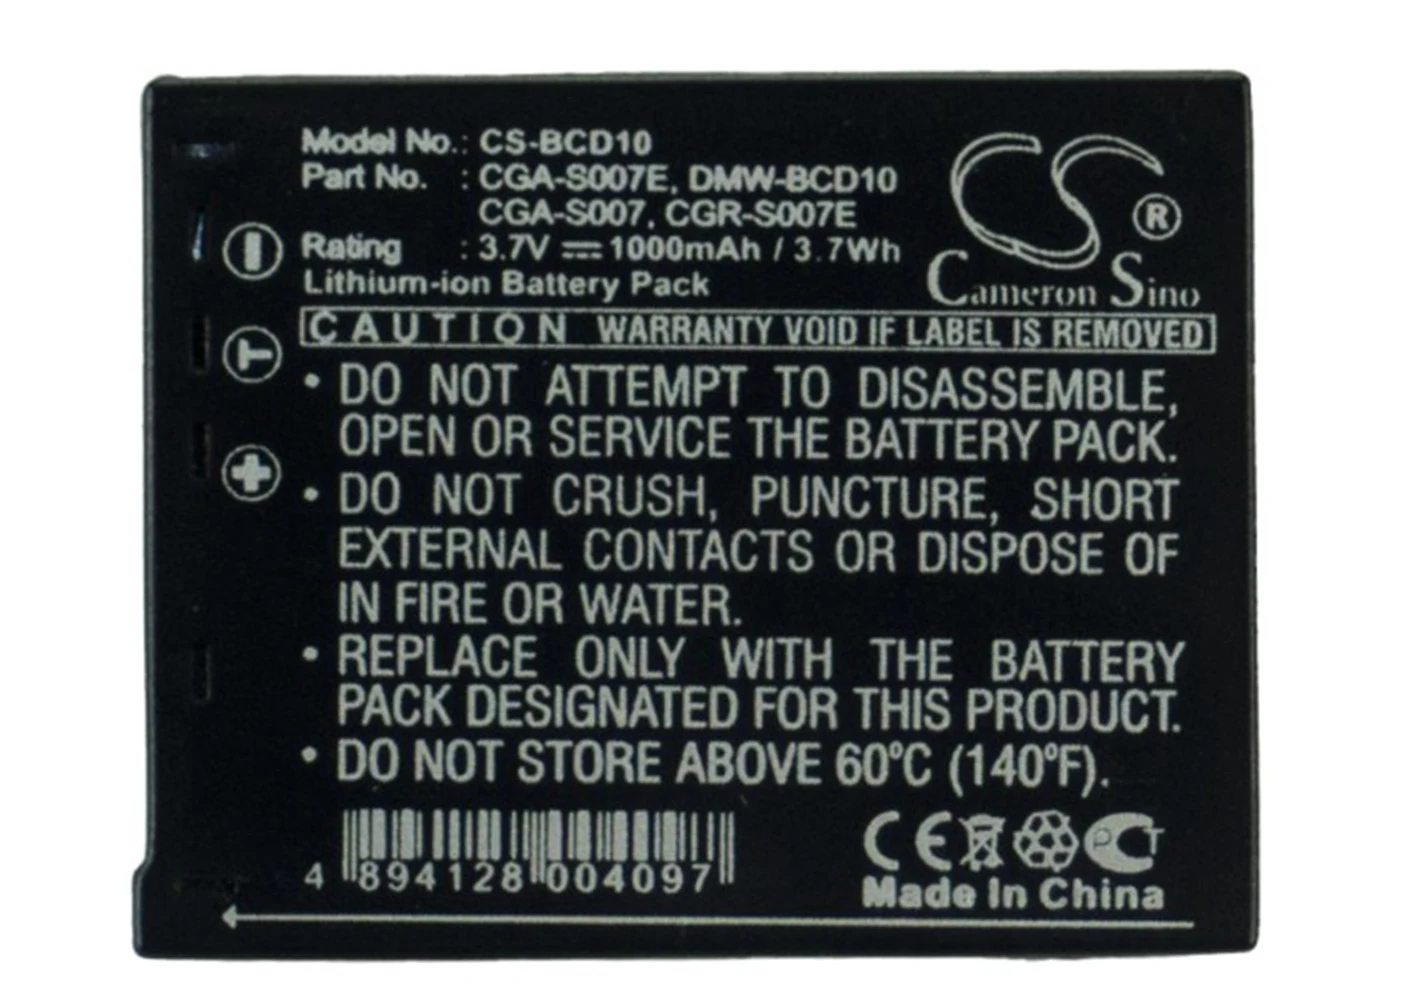 Model No.: CS-BCD10
Part No. : CGA-S007E, DMW-BCD10
CGA-S007, CGR-S007E
Rating : 3.7V ⎓ 1000mAh / 3.7Wh
Lithium-ion Battery Pack
CS ®
Cameron Sino
CAUTION WARRANTY VOID IF LABEL IS REMOVED
T
• DO NOT ATTEMPT TO DISASSEMBLE,
OPEN OR SERVICE THE BATTERY PACK.
• DO NOT CRUSH, PUNCTURE, SHORT
EXTERNAL CONTACTS OR DISPOSE OF
IN FIRE OR WATER.
• REPLACE ONLY WITH THE BATTERY
PACK DESIGNATED FOR THIS PRODUCT.
• DO NOT STORE ABOVE 60ºC (140ºF).
4 894128 004097
CE PCT
Made In China